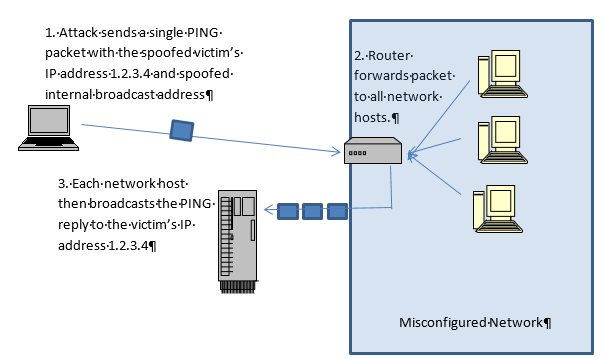 1. Attack sends a single PING
packet with the spoofed victim's
IP address 1.2.3.4 and spoofed
internal broadcast address¶
2. Router
forwards packet
to all network
hosts.¶
3. Each network host
then broadcasts the PING
reply to the victim's IP
address 1.2.3.4¶
Misconfigured Network¶